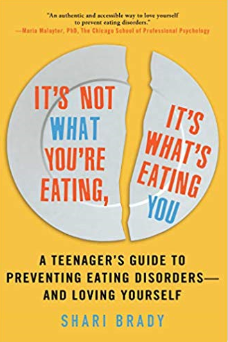 "An authentic and accessible way to love yourself
to prevent eating disorders."
—Maria Malayter, PhD, The Chicago School of Professional Psychology
IT'S NOT
WHAT
YOU'RE
EATING,
IT'S
WHAT'S
EATING
YOU
A TEENAGER'S GUIDE TO
PREVENTING EATING DISORDERS—
AND LOVING YOURSELF
SHARI BRADY